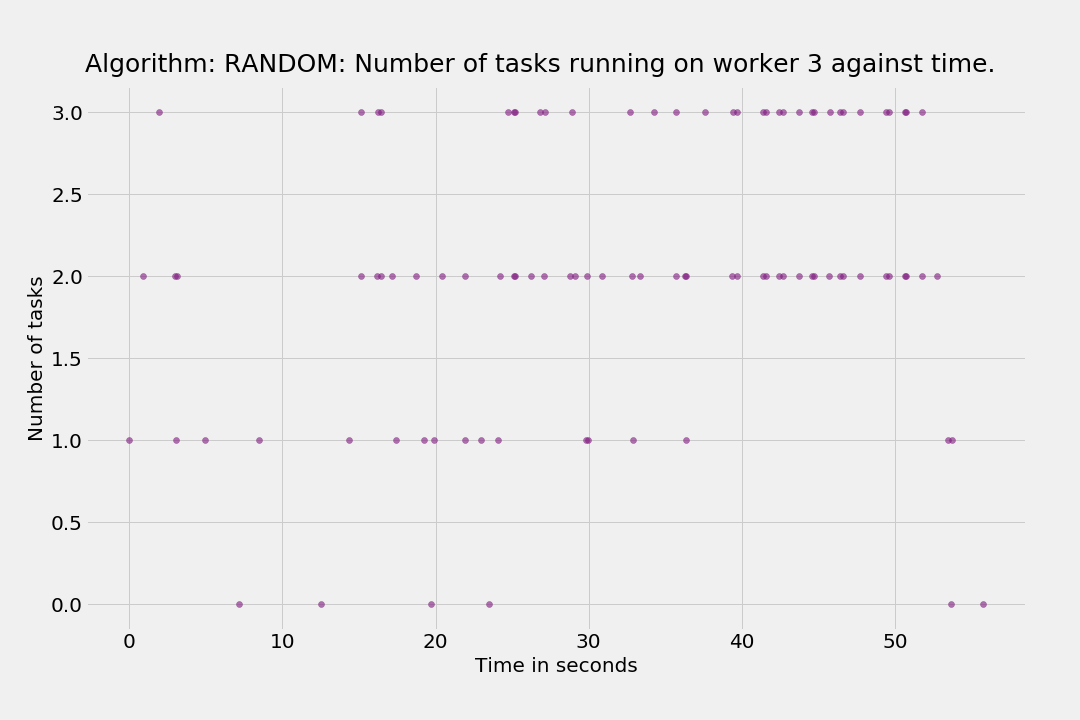 Algorithm: RANDOM: Number of tasks running on worker 3 against time.
3.0
2.5
2.0
1.5
1.0
0.5
0.0
Number of tasks
0 10 20 30 40 50
Time in seconds